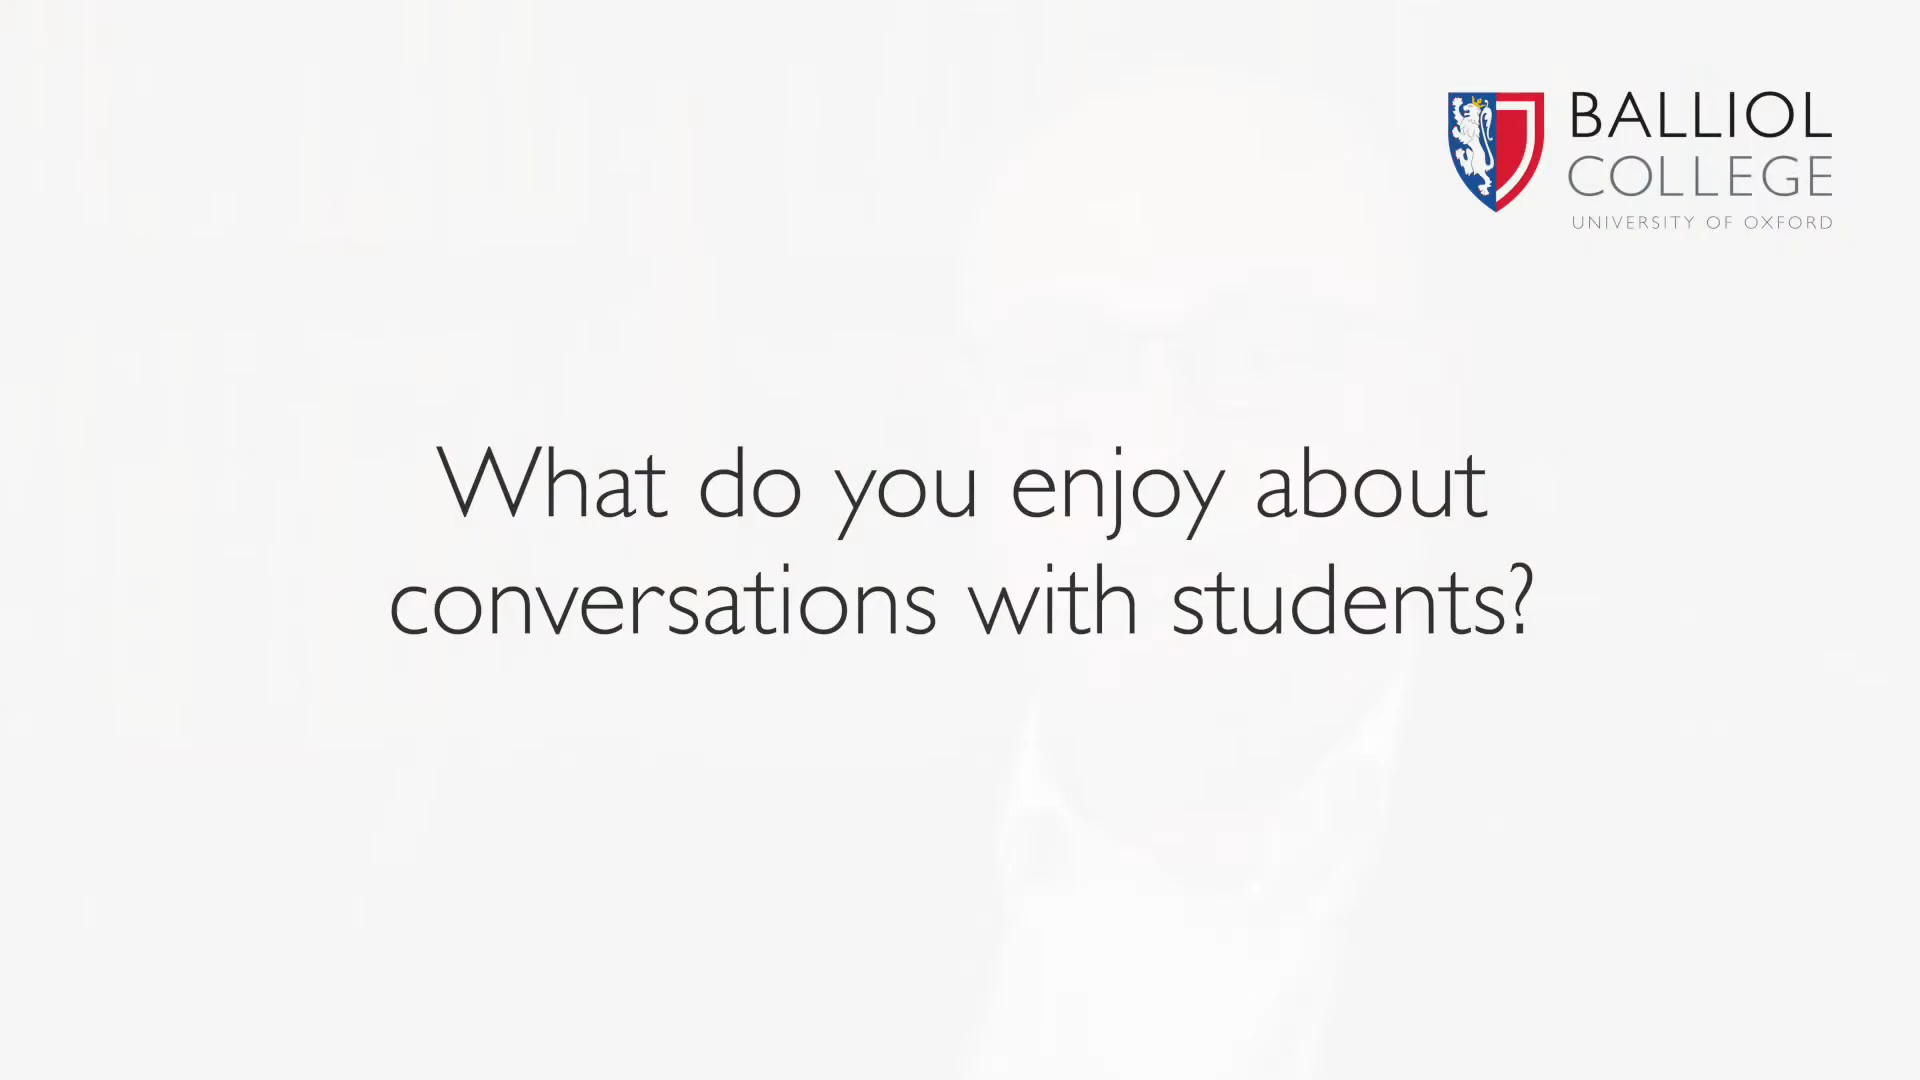 BALLIOL
COLLEGE
UNIVERSITY OF OXFORD
What do you enjoy about
conversations with students?